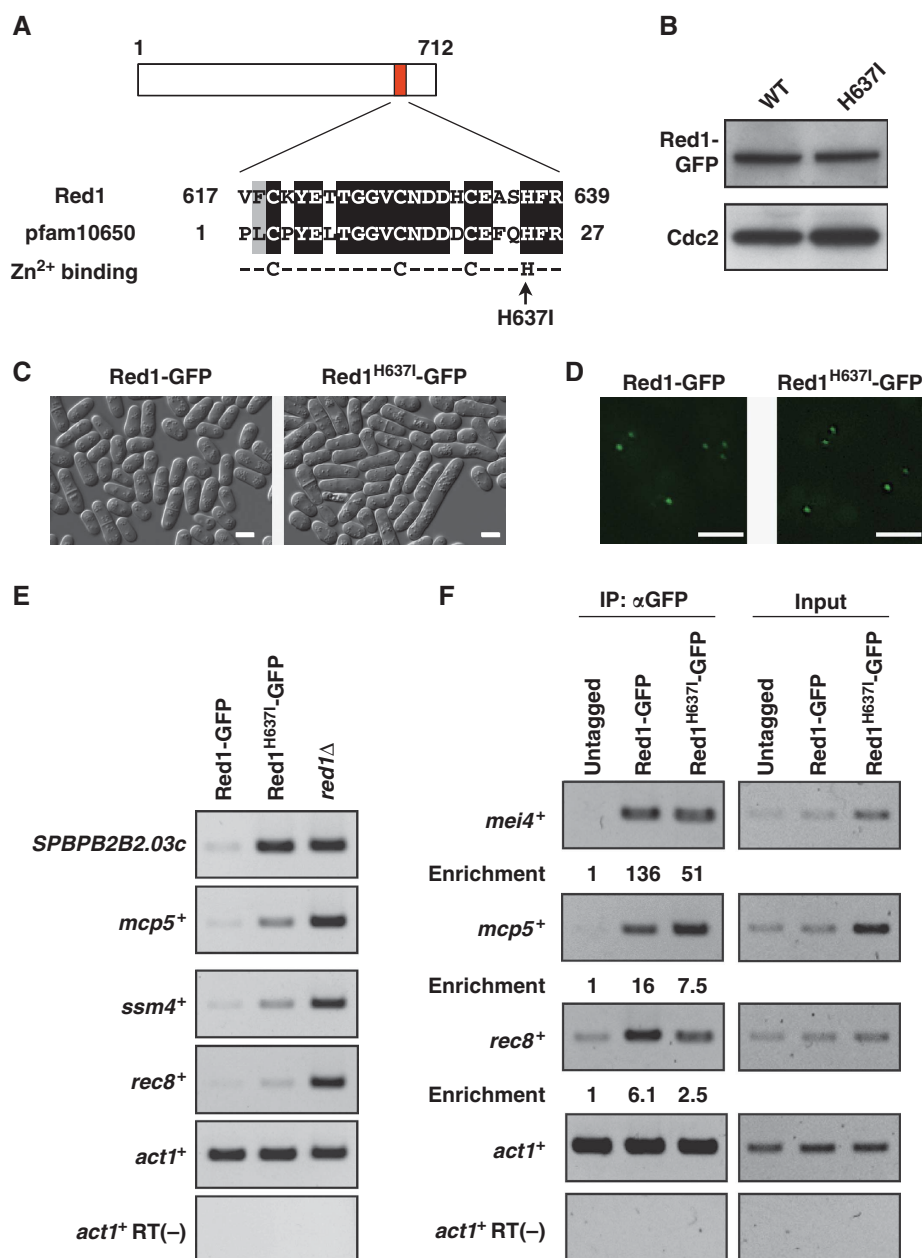 A
1 712
Red1 617 VFCKYETTGGVCNDDHCEASHFR 639
pfam10650 1 PLCPYELTGGVCNDDDCEFQHFR 27
Zn2+ binding --C--------C-----C---H--
H637I
B
WT H637I
Red1-
GFP
Cdc2
C
Red1-GFP Red1H637I-GFP
D
Red1-GFP Red1H637I-GFP
E
Red1-GFP Red1H637I-GFP red1Δ
SPBPB2B2.03c
mcp5+
ssm4+
rec8+
act1+
act1+ RT(–)
F
IP: αGFP Input
Untagged Red1-GFP Red1H637I-GFP Untagged Red1-GFP Red1H637I-GFP
mei4+
Enrichment 1 136 51
mcp5+
Enrichment 1 16 7.5
rec8+
Enrichment 1 6.1 2.5
act1+
act1+ RT(–)